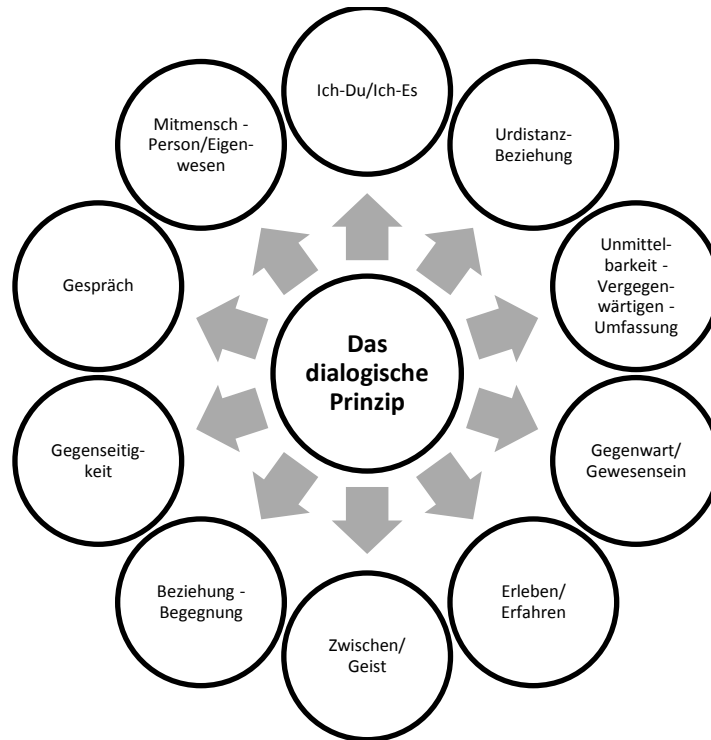 Ich-Du/Ich-Es
Urdistanz-
Beziehung
Unmittel-
barkeit -
Vergegen-
wärtigen -
Umfassung
Gegenwart/
Gewesensein
Erleben/
Erfahren
Zwischen/
Geist
Beziehung -
Begegnung
Gegenseitig-
keit
Gespräch
Mitmensch -
Person/Eigen-
wesen
Das
dialogische
Prinzip